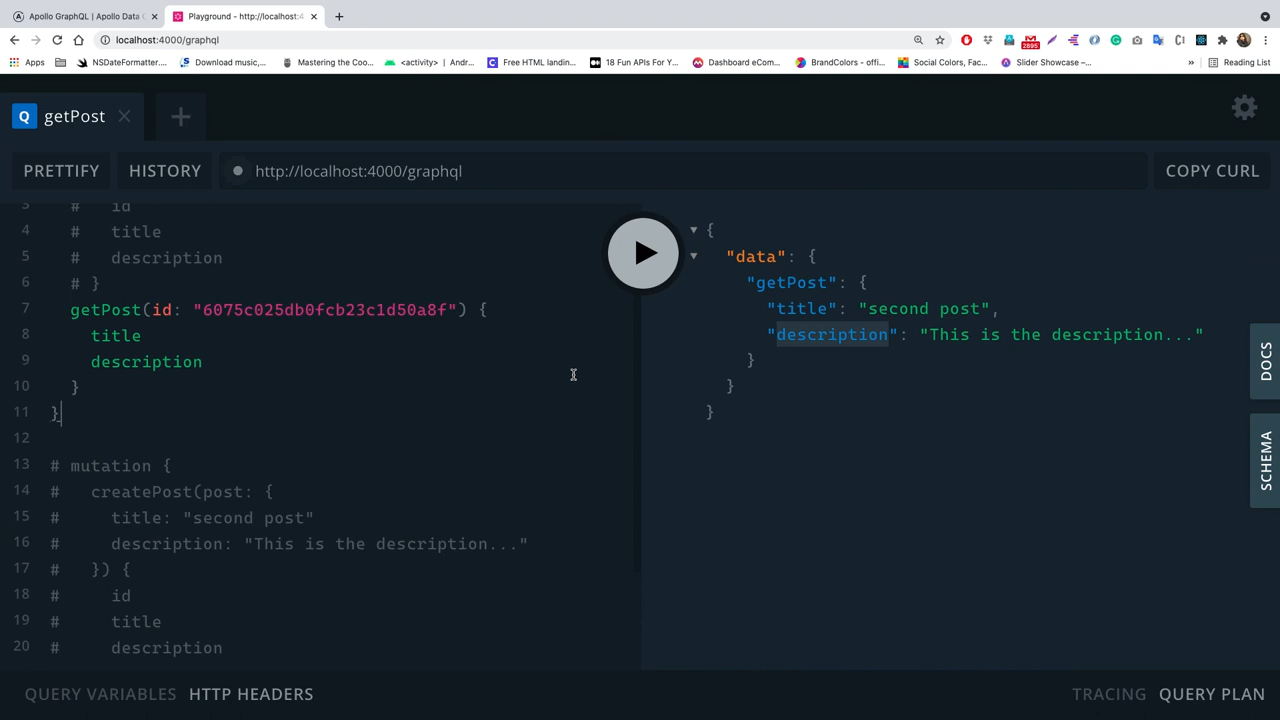 Apollo GraphQL | Apollo Data
Playground - http://localhost:4
localhost:4000/graphql
2895
Apps
NSDateFormatter....
Download music,...
Mastering the Coo...
<activity> | Andr...
Free HTML landin...
18 Fun APIs For Y...
Dashboard eCom...
BrandColors - offi...
Social Colors, Fac...
Slider Showcase –...
»
Reading List
Q getPost
PRETTIFY
HISTORY
http://localhost:4000/graphql
COPY CURL
3 # id
4 # title
5 # description
6 # }
7 getPost(id: "6075c025db0fcb23c1d50a8f") {
8 title
9 description
10 }
11 }
12
13 # mutation {
14 # createPost(post: {
15 # title: "second post"
16 # description: "This is the description..."
17 # }) {
18 # id
19 # title
20 # description
{
"data": {
"getPost": {
"title": "second post",
"description": "This is the description..."
}
}
}
DOCS
SCHEMA
QUERY VARIABLES HTTP HEADERS
TRACING QUERY PLAN